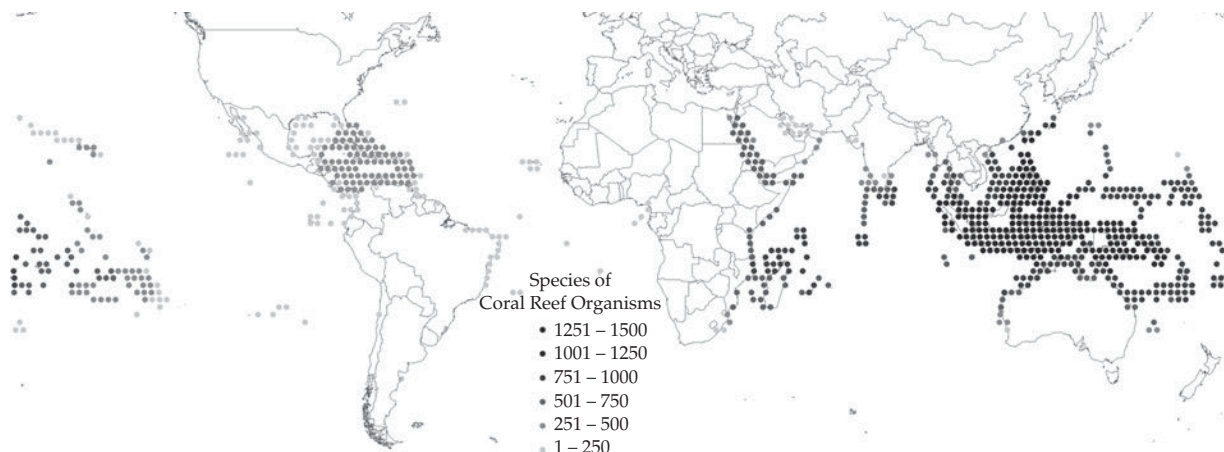 Species of
Coral Reef Organisms
1251 – 1500
1001 – 1250
751 – 1000
501 – 750
251 – 500
1 – 250